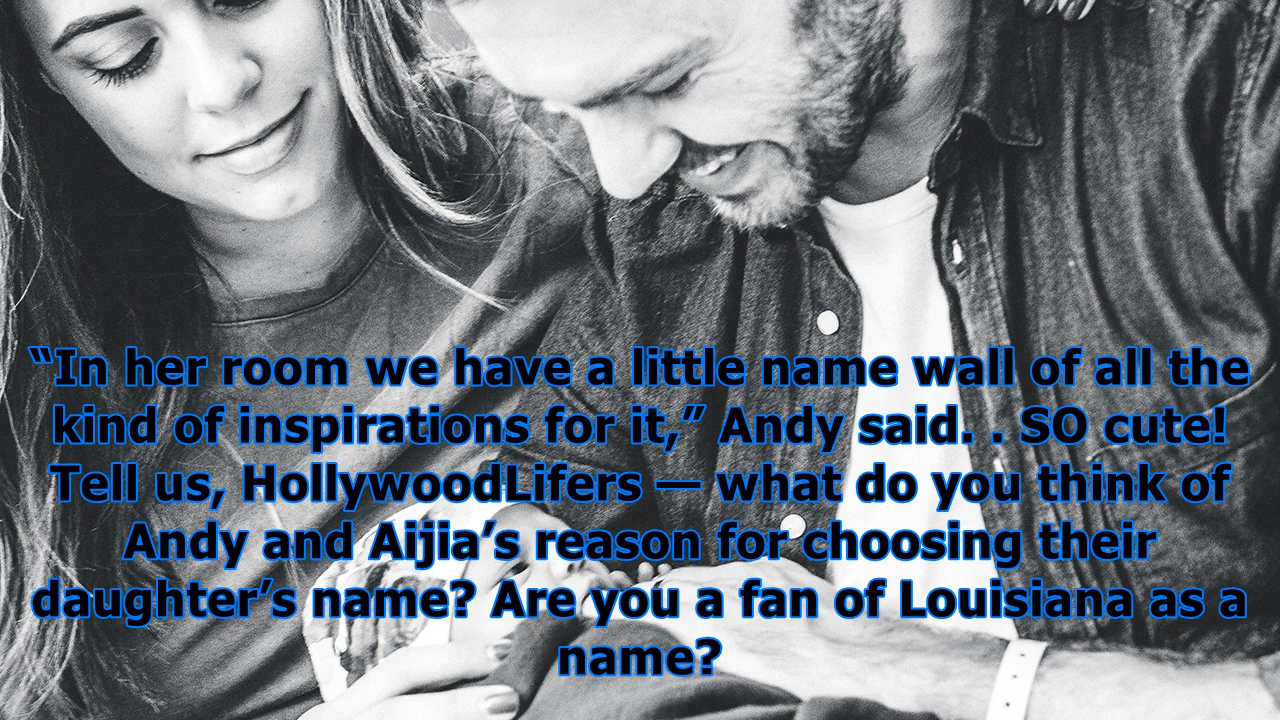 “In her room we have a little name wall of all the
kind of inspirations for it,” Andy said. . SO cute!
Tell us, HollywoodLifers — what do you think of
Andy and Aijia’s reason for choosing their
daughter’s name? Are you a fan of Louisiana as a
name?